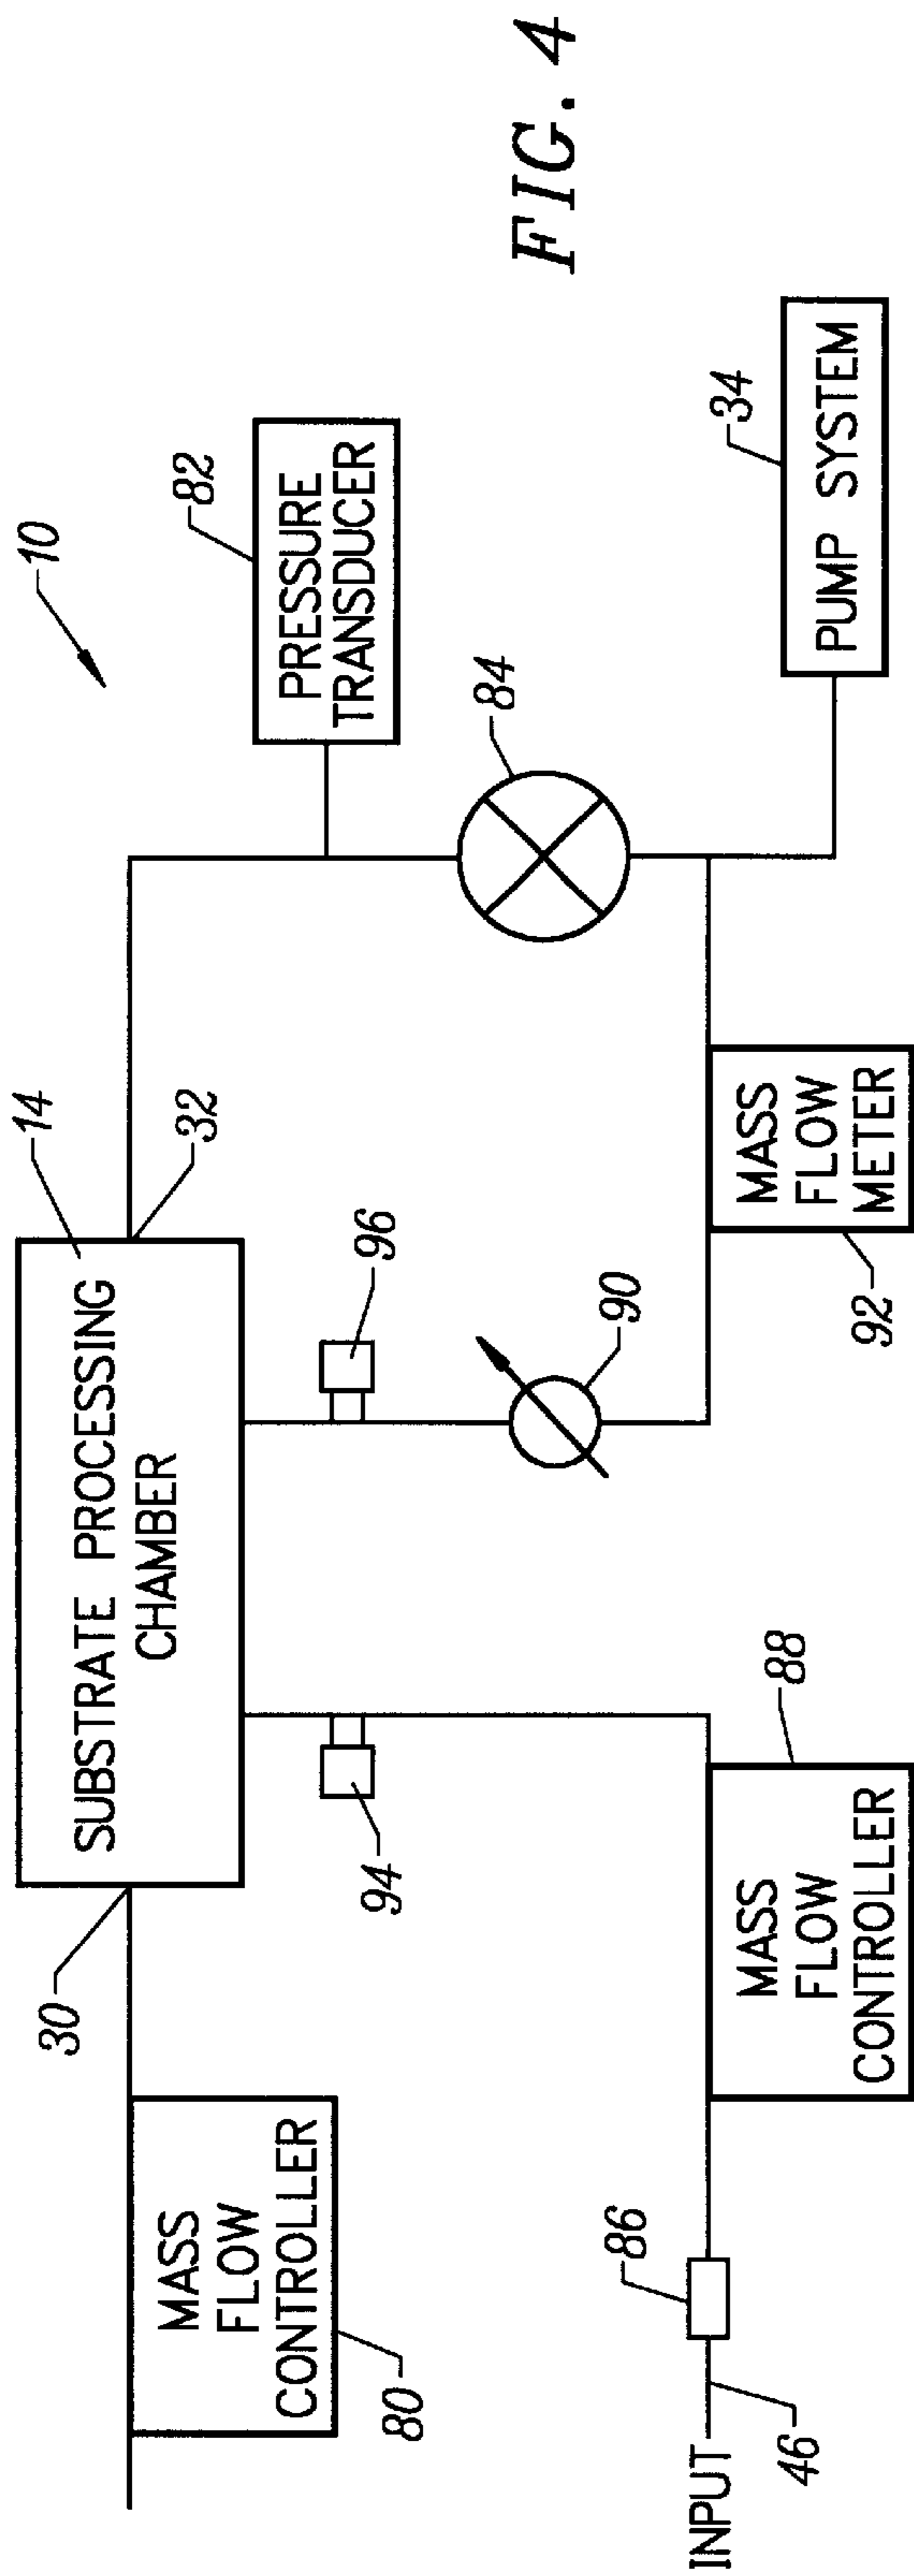 10
14
SUBSTRATE PROCESSING
CHAMBER
30
32
82
PRESSURE
TRANSDUCER
MASS
FLOW
CONTROLLER
80
94
96
90
84
FIG. 4
INPUT
46
86
MASS
FLOW
CONTROLLER
88
MASS
FLOW
METER
92
34
PUMP SYSTEM